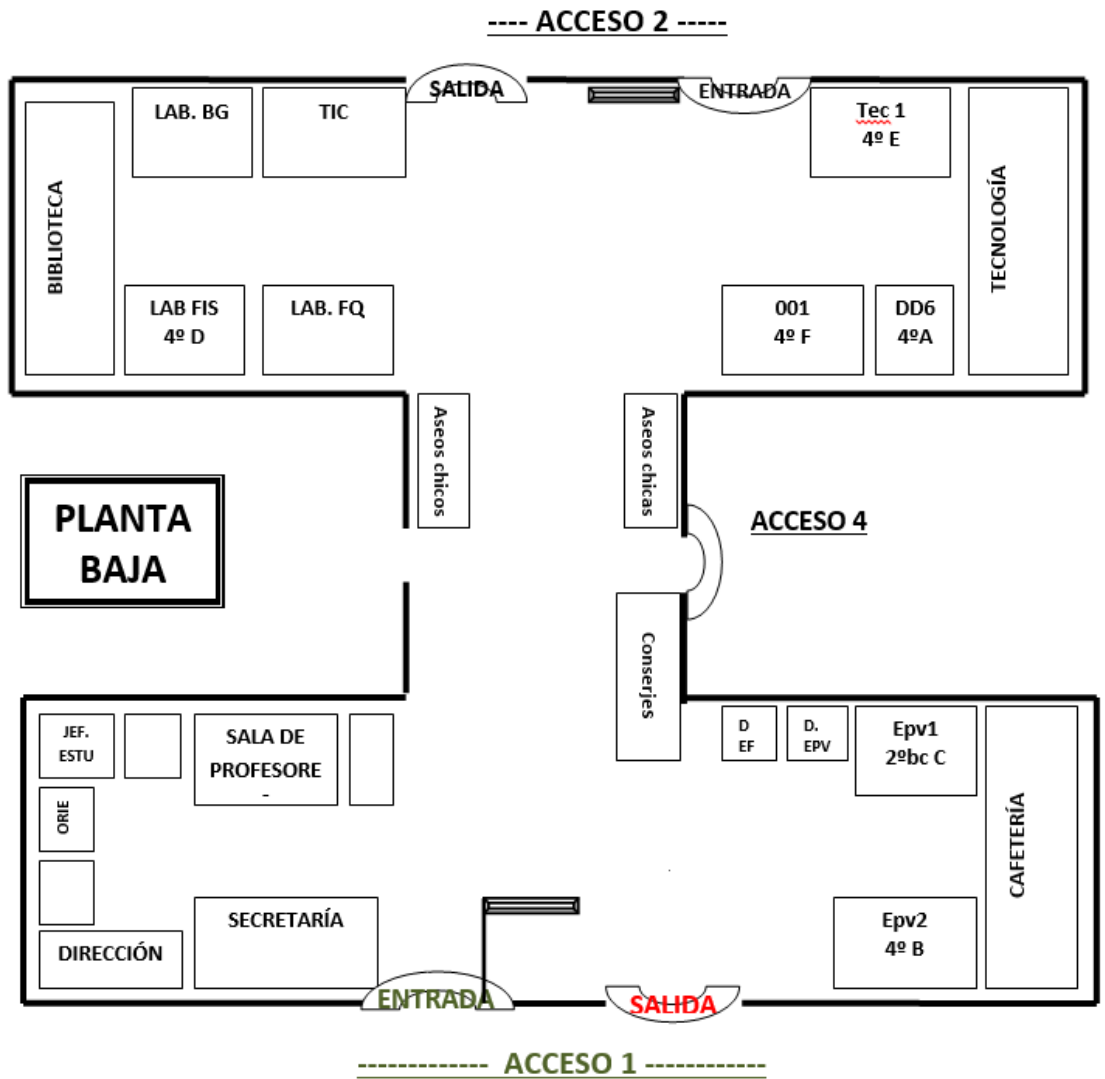 ---- ACCESO 2 -----
SALIDA
ENTRADA
LAB. BG
TIC
Tec 1
4º E
BIBLIOTECA
TECNOLOGÍA
LAB FIS
4º D
LAB. FQ
001
4º F
DD6
4ºA
Aseos chicos
Aseos chicas
PLANTA
BAJA
ACCESO 4
Conserjes
JEF.
ESTU
SALA DE
PROFESORE
D
EF
D.
EPV
Epv1
2ºbc C
ORIE
CAFETERÍA
SECRETARÍA
DIRECCIÓN
Epv2
4º B
ENTRADA
SALIDA
------------- ACCESO 1 ------------